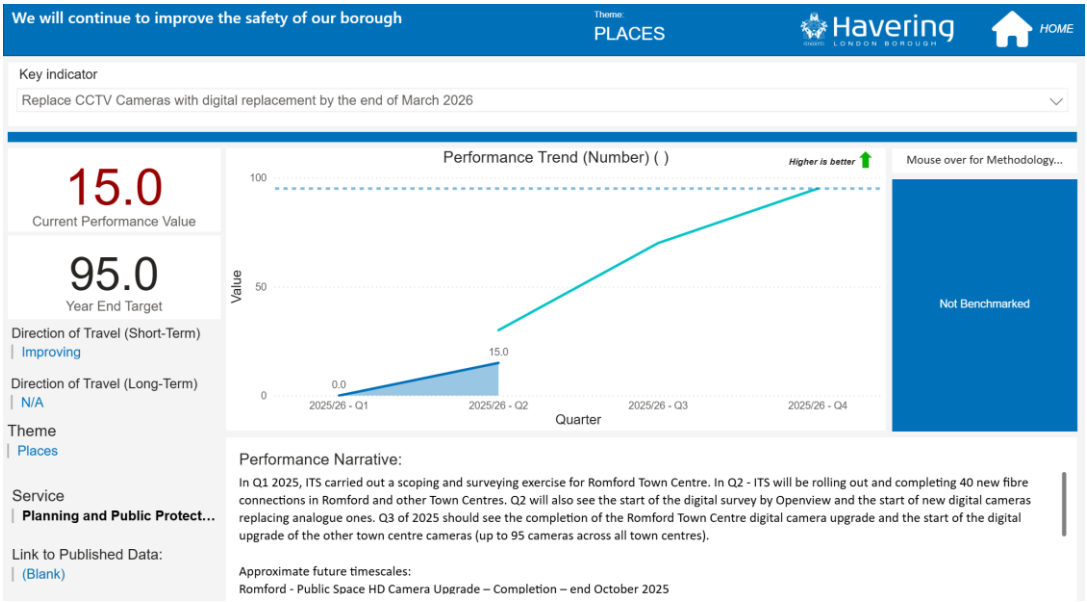 We will continue to improve the safety of our borough
Theme:
PLACES
Havering
LONDON BOROUGH
HOME
Key indicator
Replace CCTV Cameras with digital replacement by the end of March 2026
15.0
Current Performance Value
95.0
Year End Target
Direction of Travel (Short-Term)
Improving
Direction of Travel (Long-Term)
N/A
Theme
Places
Service
Planning and Public Protect...
Link to Published Data:
(Blank)
Performance Trend (Number) ( )
Higher is better
100
50
0
Value
0.0
15.0
2025/26 - Q1
2025/26 - Q2
2025/26 - Q3
2025/26 - Q4
Quarter
Mouse over for Methodology...
Not Benchmarked
Performance Narrative:
In Q1 2025, ITS carried out a scoping and surveying exercise for Romford Town Centre. In Q2 - ITS will be rolling out and completing 40 new fibre
connections in Romford and other Town Centres. Q2 will also see the start of the digital survey by Openview and the start of new digital cameras
replacing analogue ones. Q3 of 2025 should see the completion of the Romford Town Centre digital camera upgrade and the start of the digital
upgrade of the other town centre cameras (up to 95 cameras across all town centres).
Approximate future timescales:
Romford - Public Space HD Camera Upgrade – Completion – end October 2025